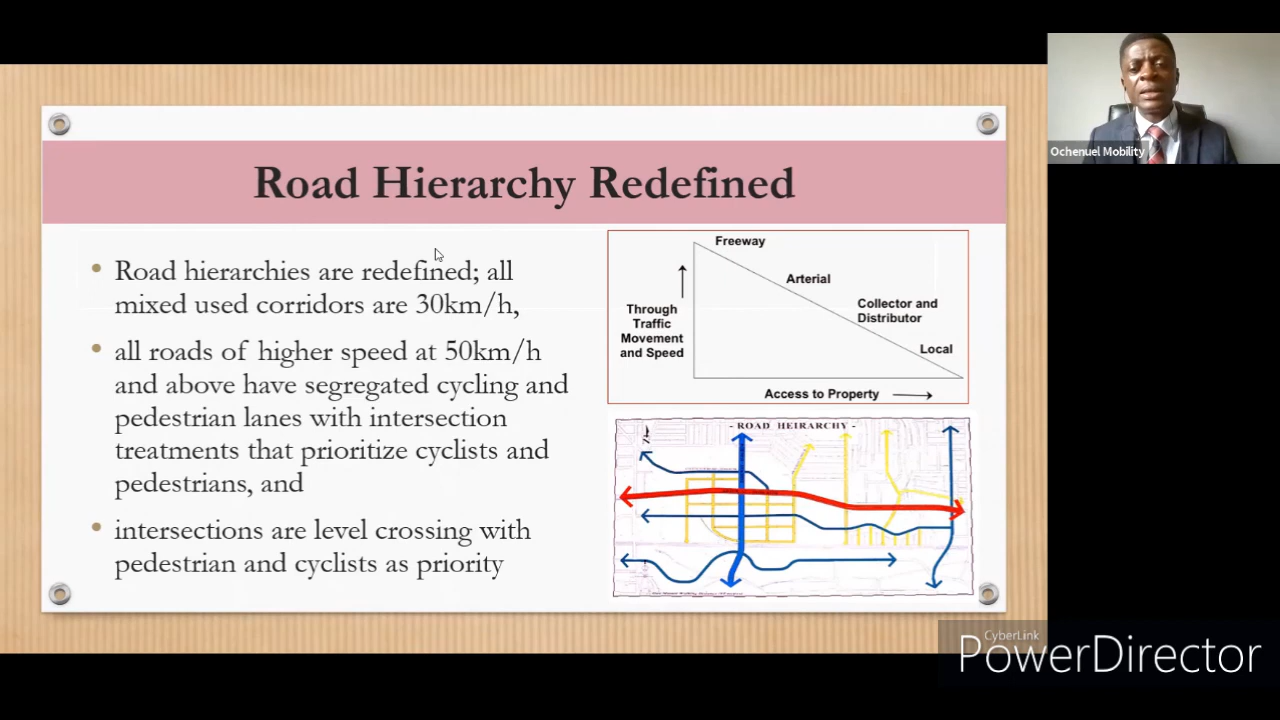 Ochenuel Mobility
Road Hierarchy Redefined
• Road hierarchies are redefined; all
mixed used corridors are 30km/h,
• all roads of higher speed at 50km/h
and above have segregated cycling and
pedestrian lanes with intersection
treatments that prioritize cyclists and
pedestrians, and
• intersections are level crossing with
pedestrian and cyclists as priority
Freeway
Arterial
Collector and
Distributor
Local
Through
Traffic
Movement
and Speed
Access to Property
- ROAD HEIRARCHY -
N
CyberLink
PowerDirector